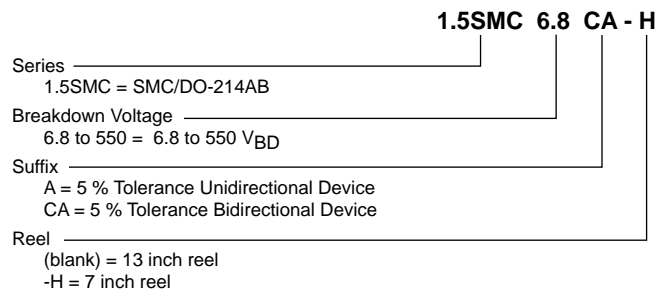 1.5SMC 6.8 CA - H
Series
1.5SMC = SMC/DO-214AB
Breakdown Voltage
6.8 to 550 = 6.8 to 550 VBD
Suffix
A = 5 % Tolerance Unidirectional Device
CA = 5 % Tolerance Bidirectional Device
Reel
(blank) = 13 inch reel
-H = 7 inch reel